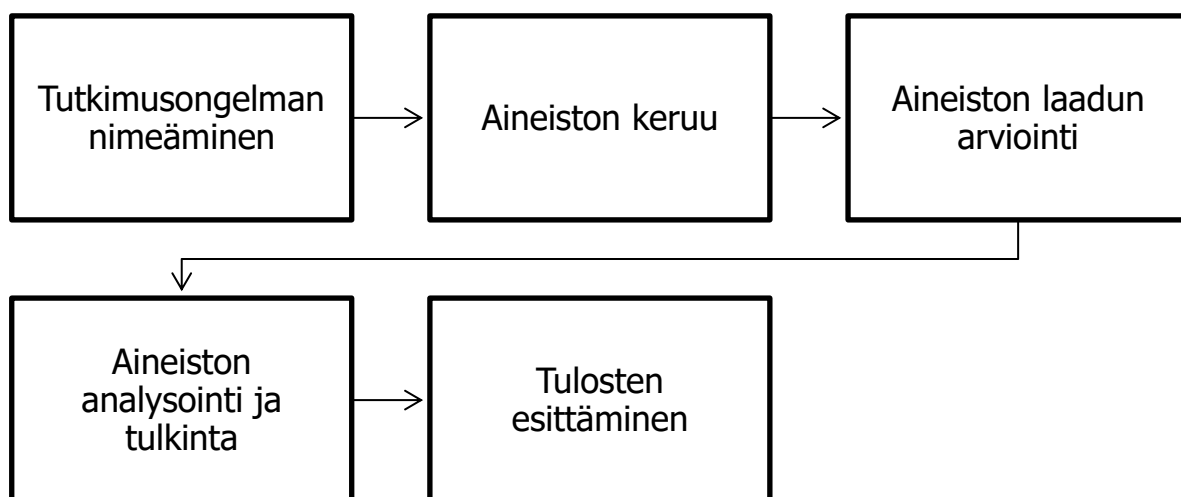 Tutkimusongelman
nimeäminen
Aineiston keruu
Aineiston laadun
arviointi
Aineiston
analysointi ja
tulkinta
Tulosten
esittäminen